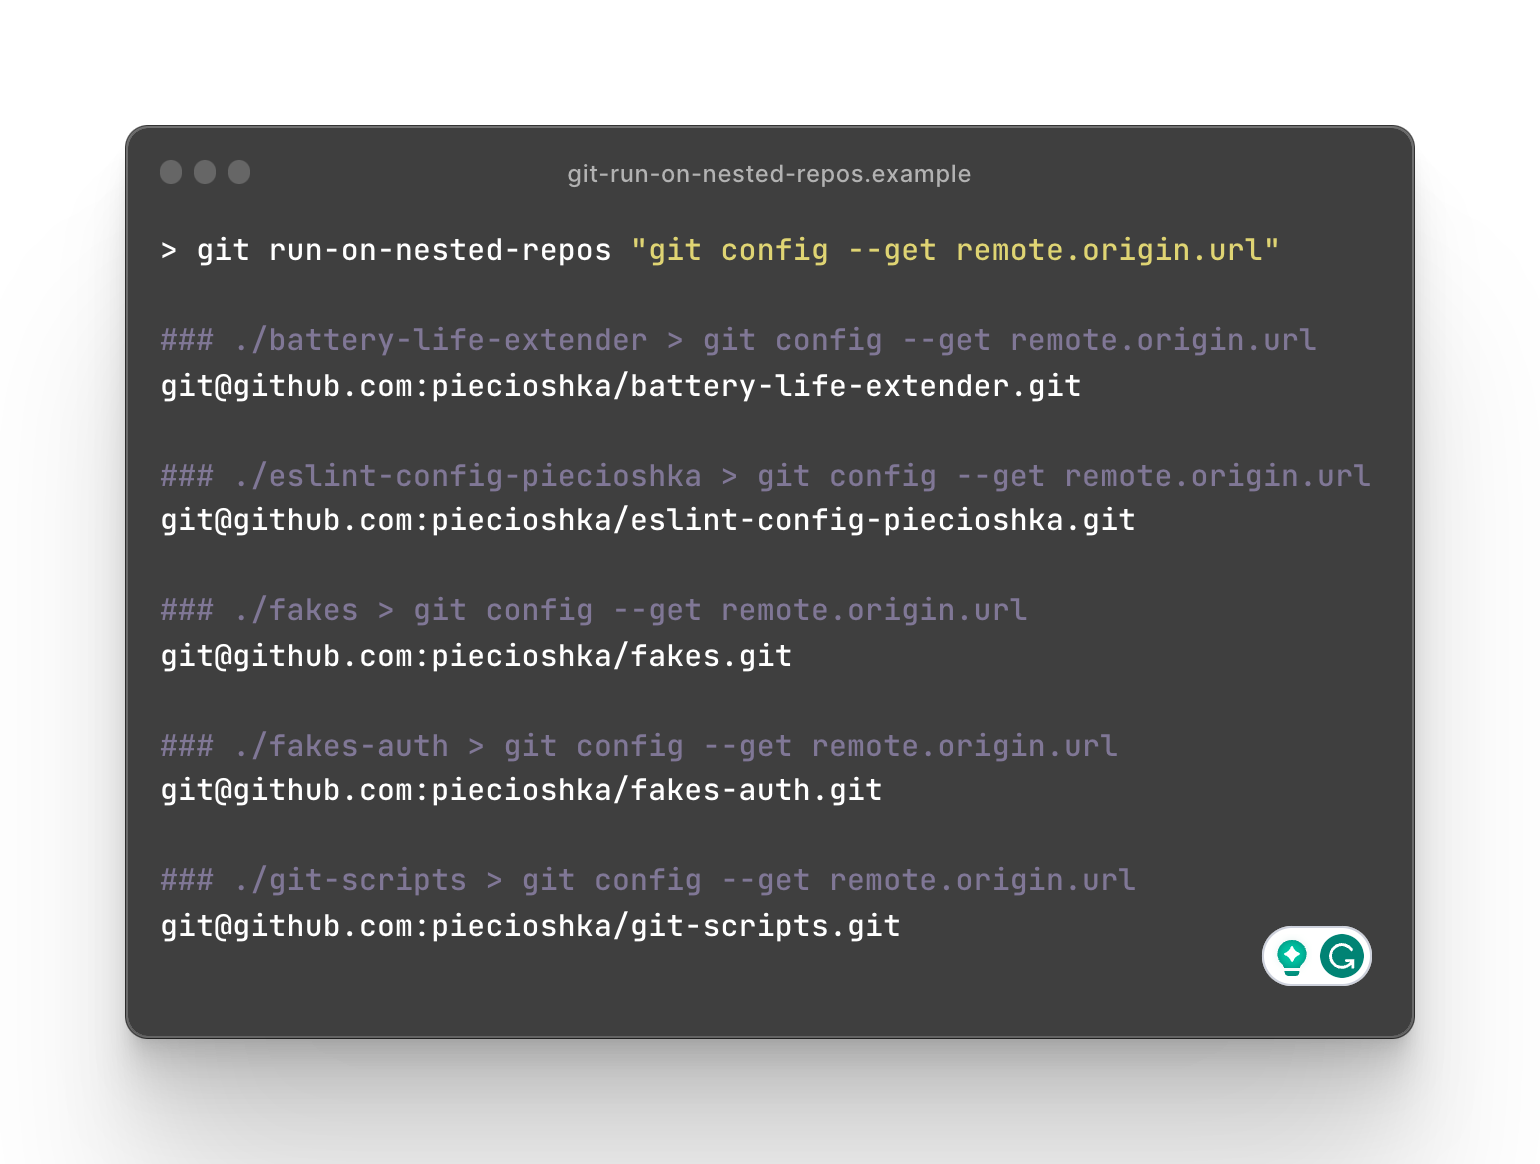 git-run-on-nested-repos.example
> git run-on-nested-repos "git config --get remote.origin.url"
### ./battery-life-extender > git config --get remote.origin.url
git@github.com:piecioshka/battery-life-extender.git
### ./eslint-config-piecioshka > git config --get remote.origin.url
git@github.com:piecioshka/eslint-config-piecioshka.git
### ./fakes > git config --get remote.origin.url
git@github.com:piecioshka/fakes.git
### ./fakes-auth > git config --get remote.origin.url
git@github.com:piecioshka/fakes-auth.git
### ./git-scripts > git config --get remote.origin.url
git@github.com:piecioshka/git-scripts.git